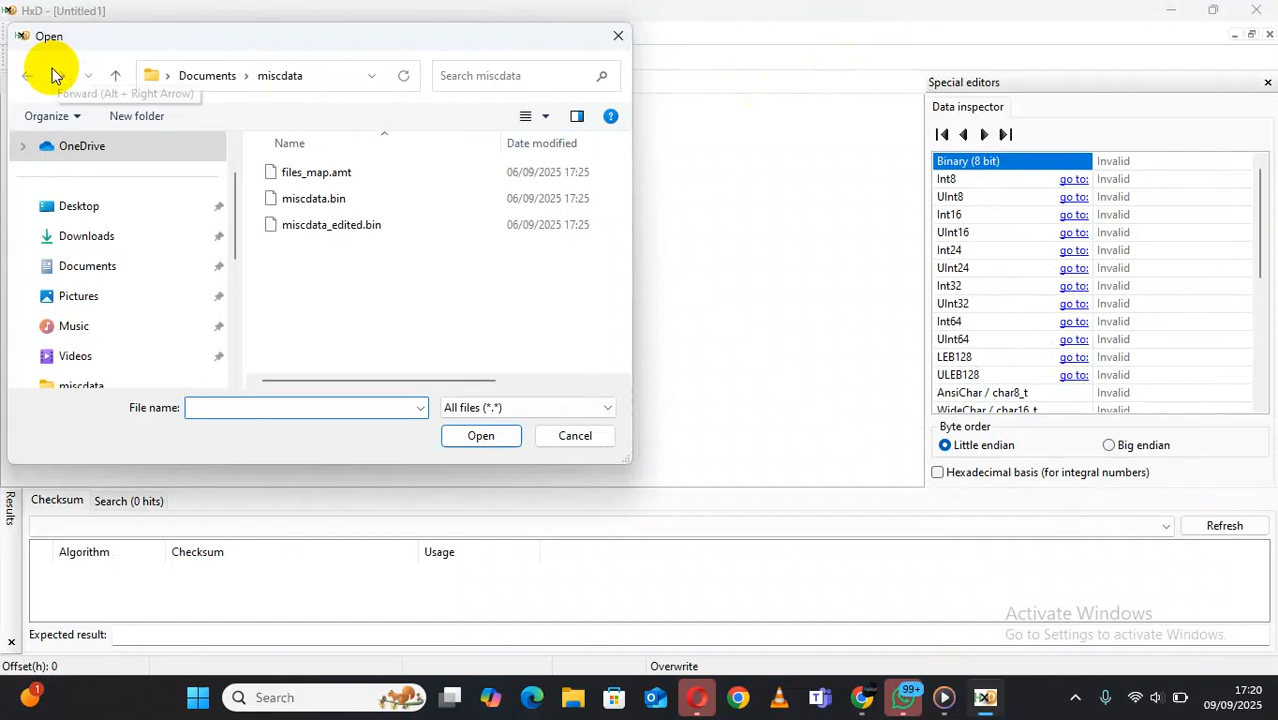 HxD - [Untitled1]
Open
Documents
miscdata
Search miscdata
Forward (Alt + Right Arrow)
Organize
New folder
OneDrive
Name
Date modified
files_map.amt
06/09/2025 17:25
miscdata.bin
06/09/2025 17:25
miscdata_edited.bin
06/09/2025 17:25
Desktop
Downloads
Documents
Pictures
Music
Videos
miscdata
File name:
All files (*.*)
Open
Cancel
Special editors
Data inspector
Binary (8 bit) Invalid
Int8 go to: Invalid
UInt8 go to: Invalid
Int16 go to: Invalid
UInt16 go to: Invalid
Int24 go to: Invalid
UInt24 go to: Invalid
Int32 go to: Invalid
UInt32 go to: Invalid
Int64 go to: Invalid
UInt64 go to: Invalid
LEB128 go to: Invalid
ULEB128 go to: Invalid
AnsiChar / char8_t Invalid
WideChar / char16_t Invalid
Byte order
Little endian
Big endian
Hexadecimal basis (for integral numbers)
Results
Checksum
Search (0 hits)
Refresh
Algorithm
Checksum
Usage
Expected result:
Activate Windows
Go to Settings to activate Windows.
Offset(h): 0
Overwrite
1
Search
99+
17:20
09/09/2025